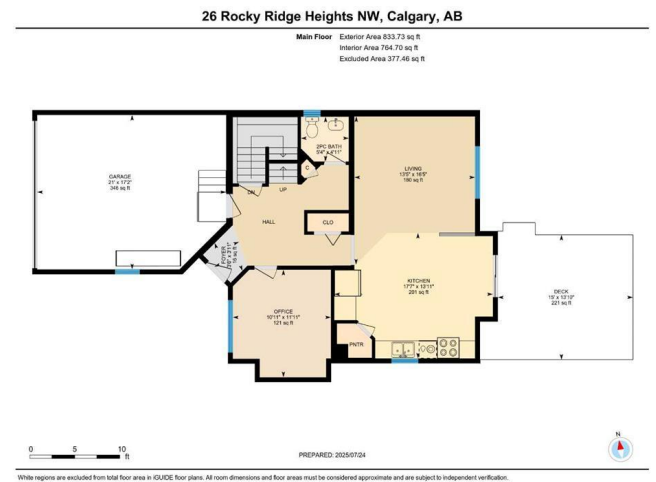 26 Rocky Ridge Heights NW, Calgary, AB
Main Floor Exterior Area 833.73 sq ft
Interior Area 764.70 sq ft
Excluded Area 377.46 sq ft
GARAGE
21' x 17'2"
346 sq ft
2PC BATH
5'4" x 4'11"
LIVING
13'5" x 16'5"
190 sq ft
C
DN
UP
HALL
CLO
FOYER
16 sq ft
KITCHEN
17'7" x 13'11"
201 sq ft
DECK
15' x 13'10"
221 sq ft
OFFICE
10'11" x 11'11"
121 sq ft
PNTR
N
0 5 10
ft
PREPARED: 2025/07/24
White regions are excluded from total floor area in iGUIDE floor plans. All room dimensions and floor areas must be considered approximate and are subject to independent verification.